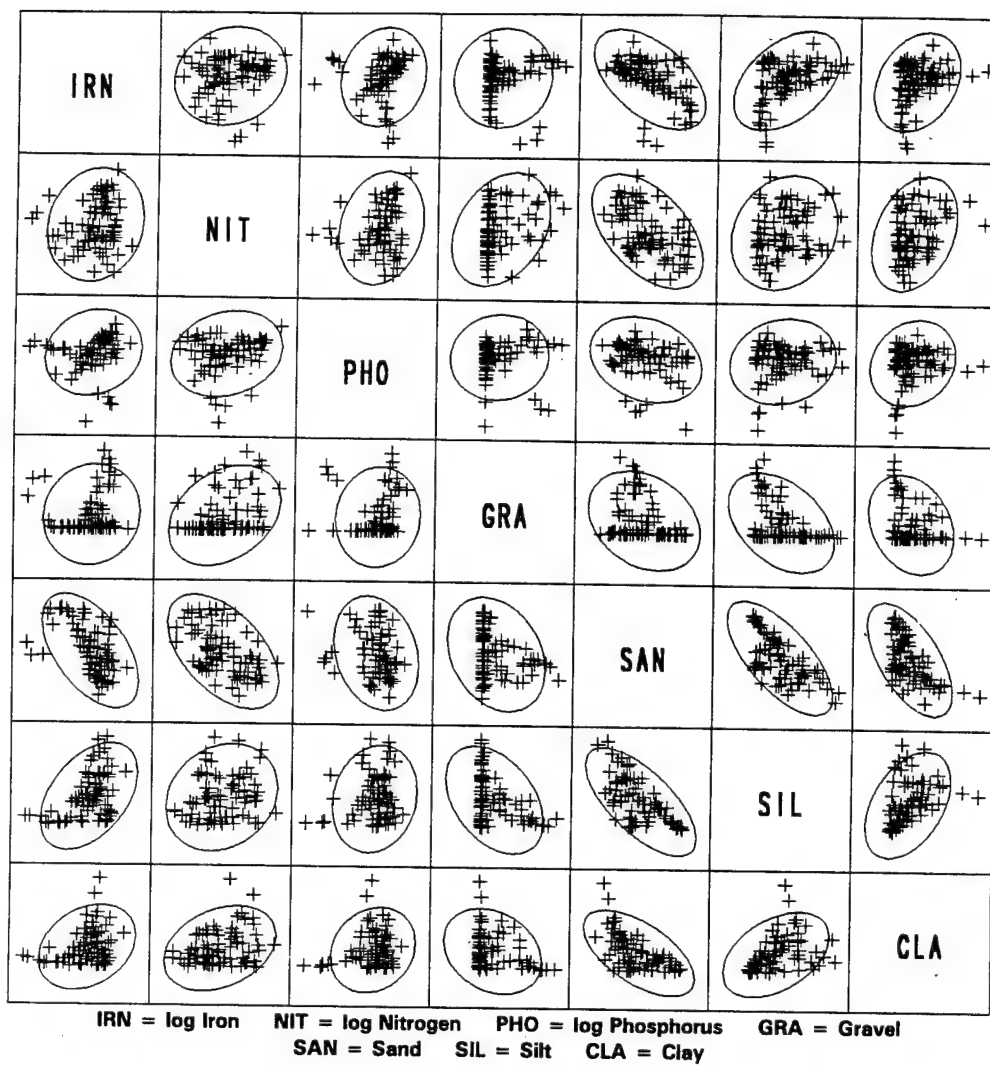 IRN
NIT
PHO
GRA
SAN
SIL
CLA
IRN = log Iron NIT = log Nitrogen PHO = log Phosphorus GRA = Gravel
SAN = Sand SIL = Silt CLA = Clay